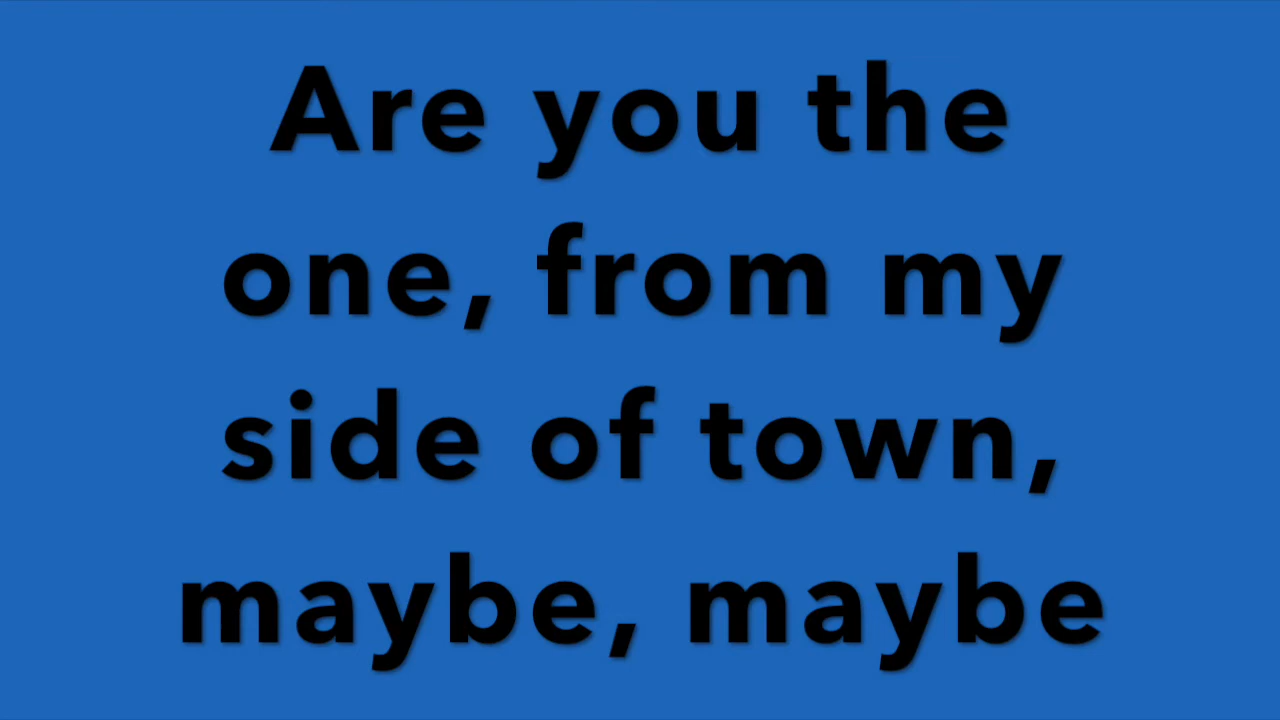 Are you the
one, from my
side of town,
maybe, maybe